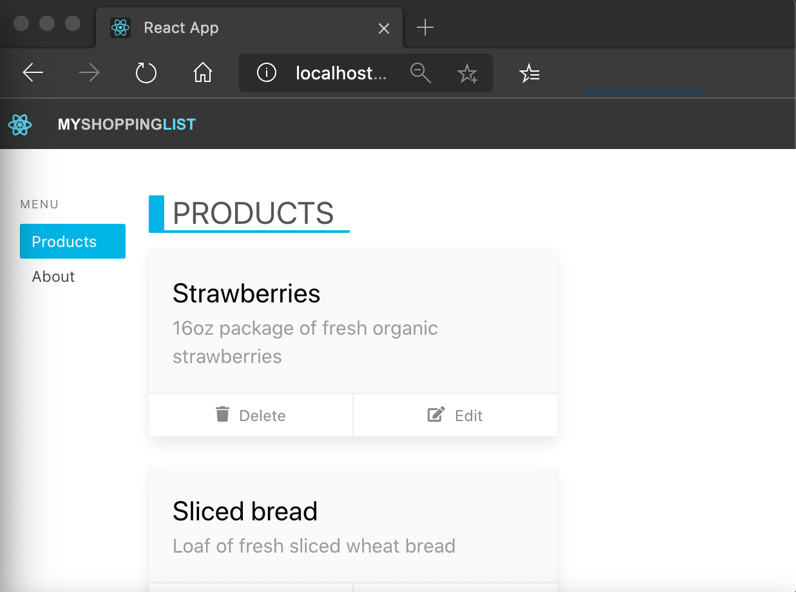 React App
localhost...
MYSHOPPINGLIST
MENU
Products
About
PRODUCTS
Strawberries
16oz package of fresh organic
strawberries
Delete
Edit
Sliced bread
Loaf of fresh sliced wheat bread